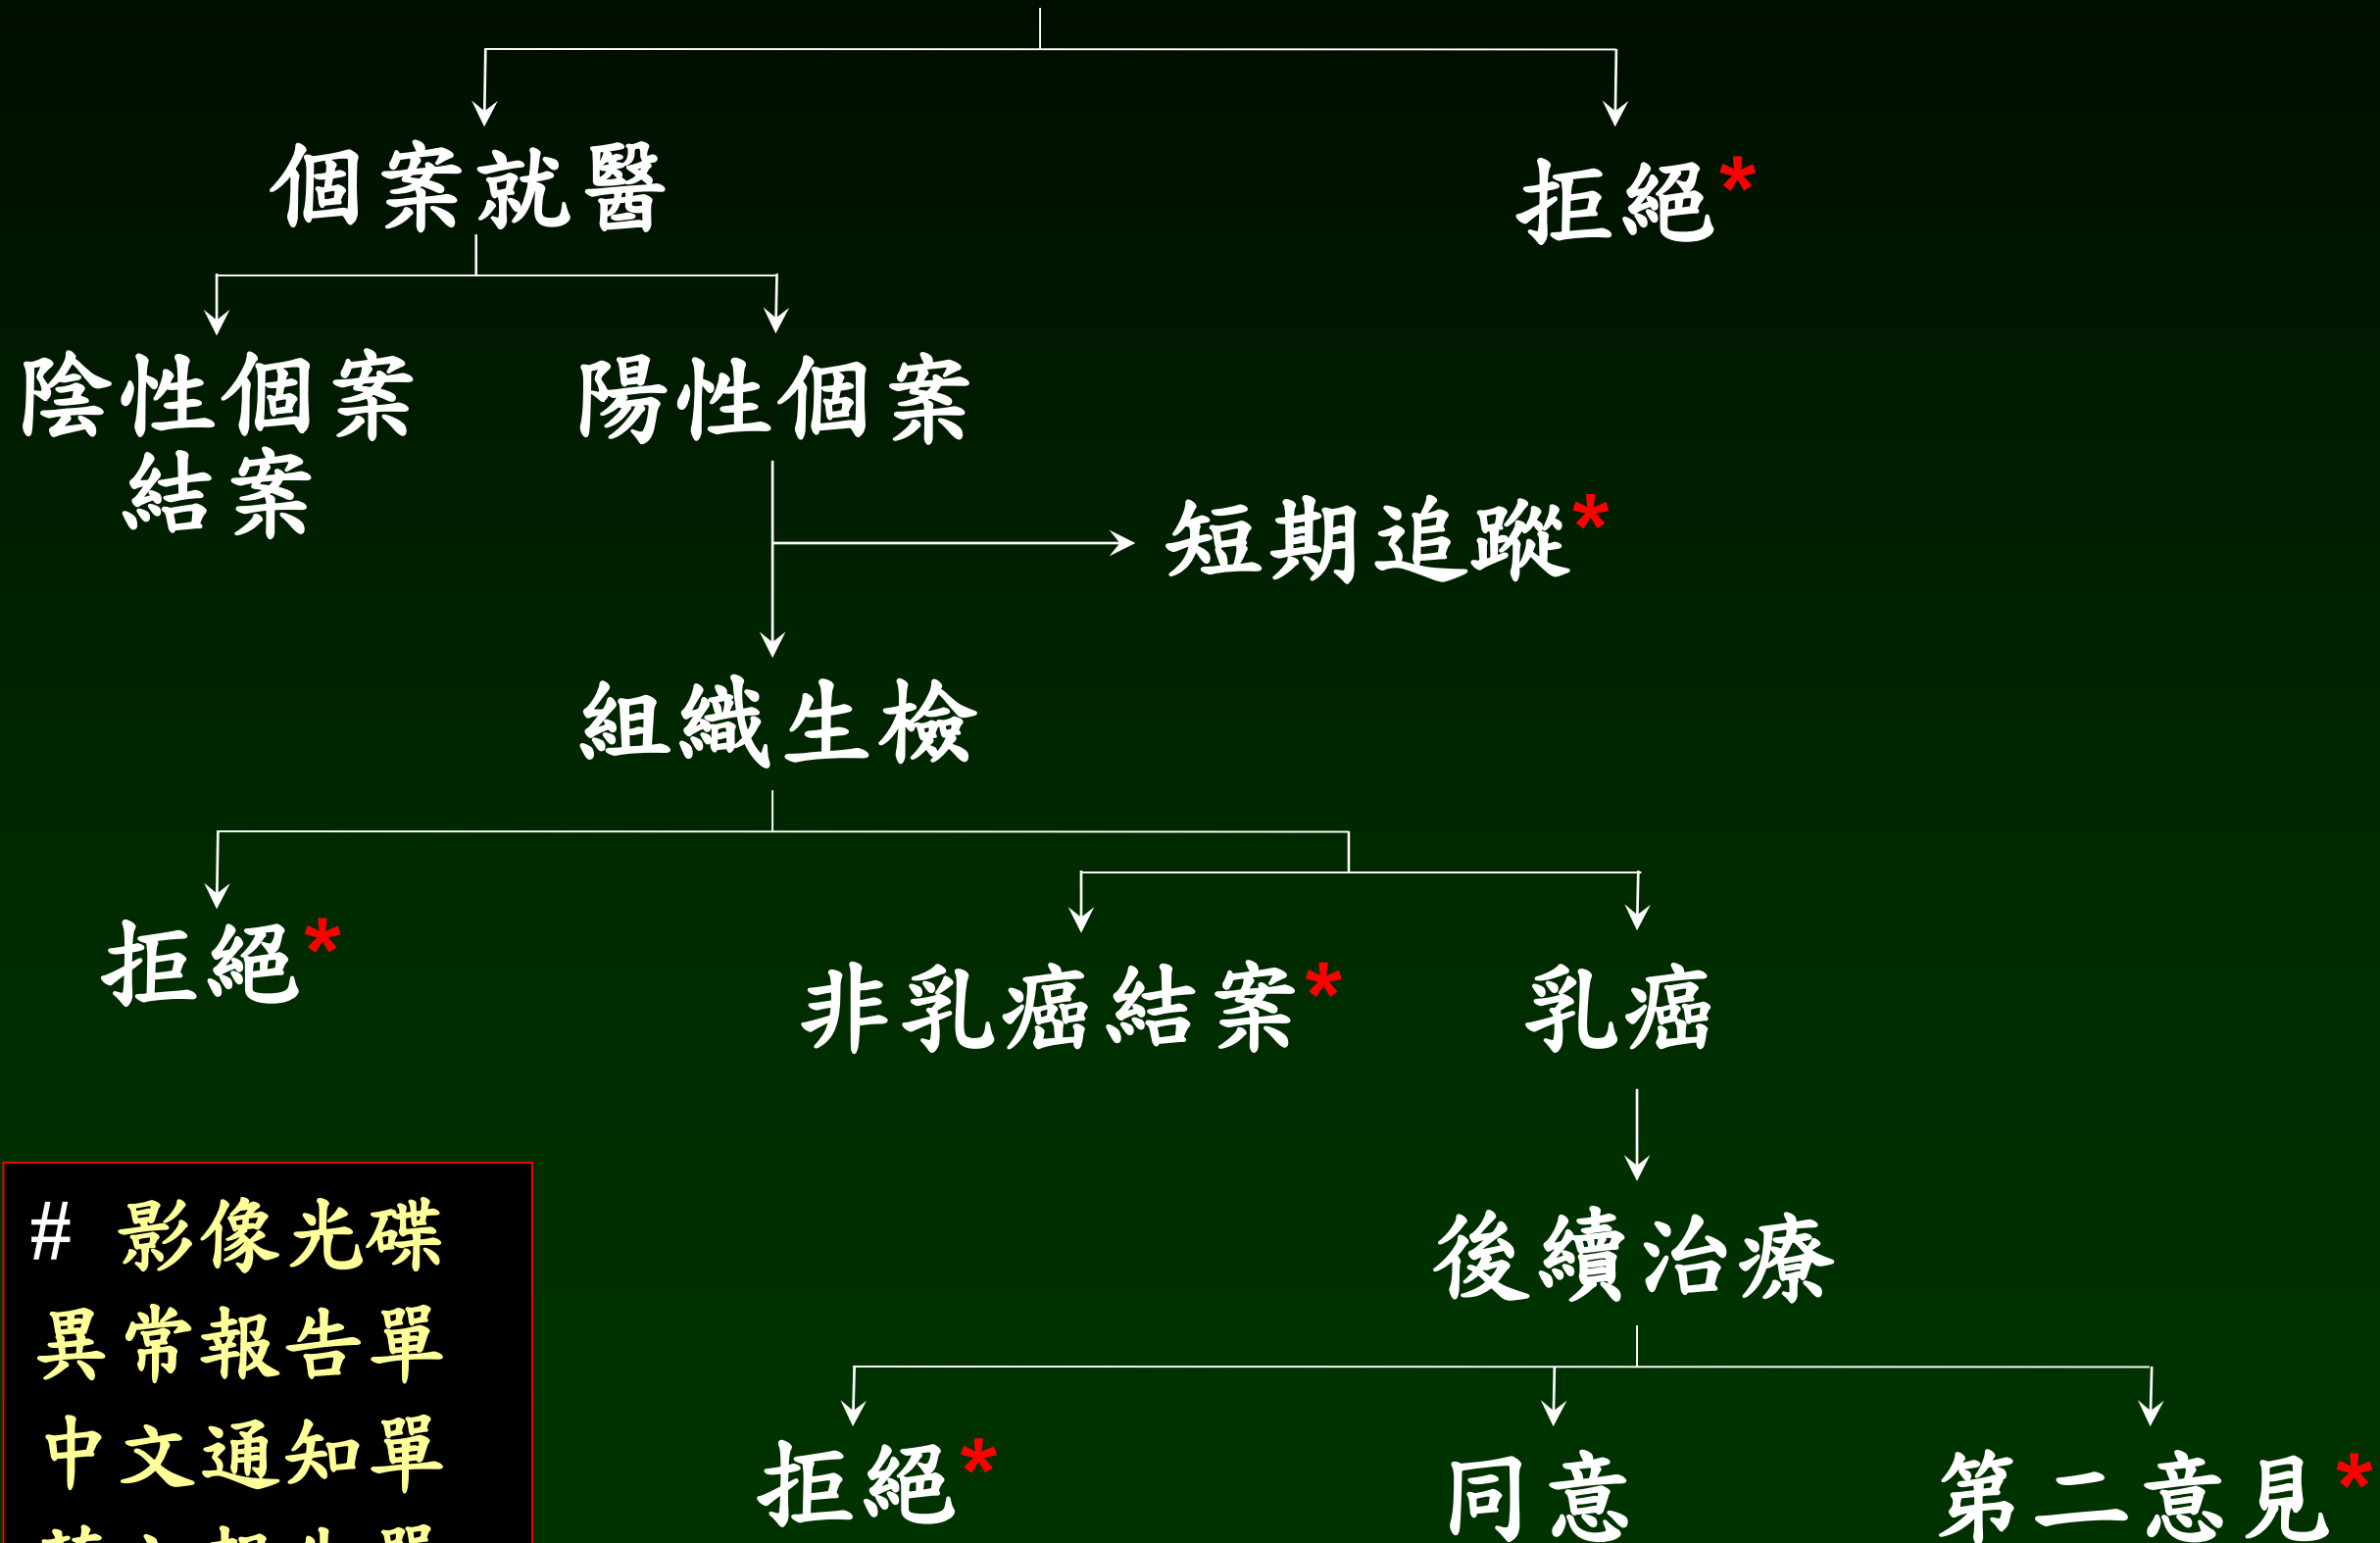 個案就醫
拒絕*
陰性個案
結案
陽性個案
短期追蹤*
組織生檢
拒絕*
非乳癌結案*
乳癌
後續治療
拒絕*
同意
第二意見*
# 影像光碟
異常報告單
中文通知單